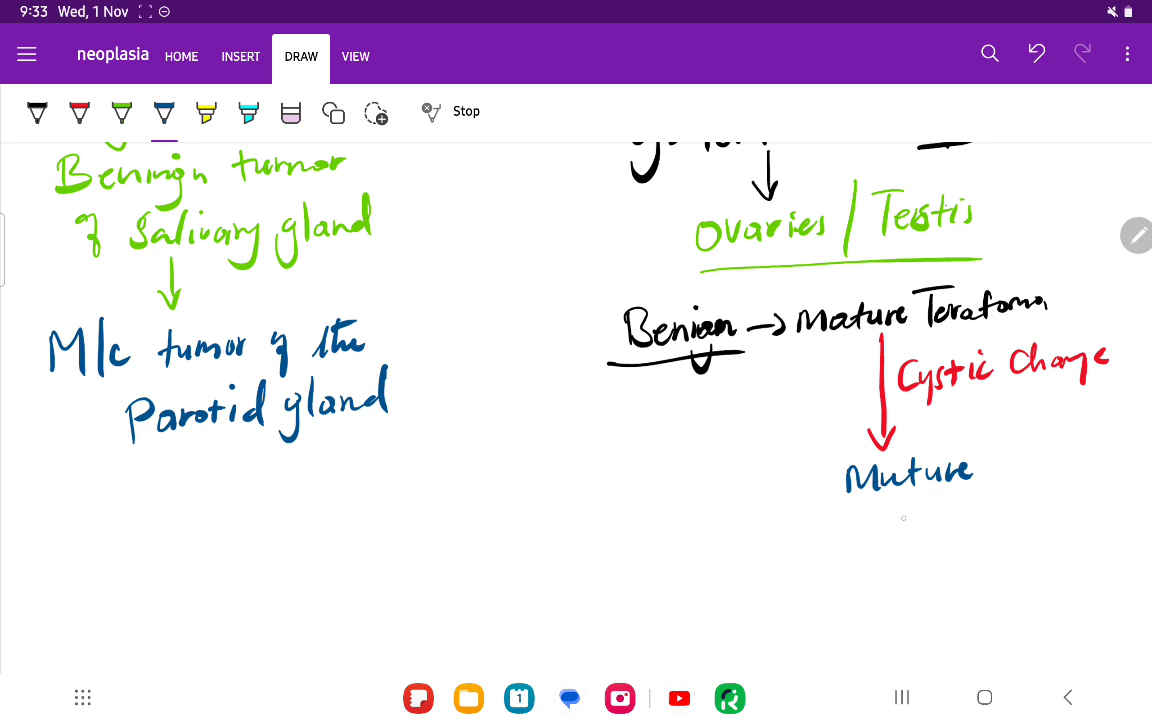 9:33 Wed, 1 Nov
neoplasia HOME INSERT DRAW VIEW
Stop
Benign tumor
of Salivary gland
M/c tumor of the
Parotid gland
Ovaries / Testis
Benign → Mature Teratoma
Cystic Change
Mature
1